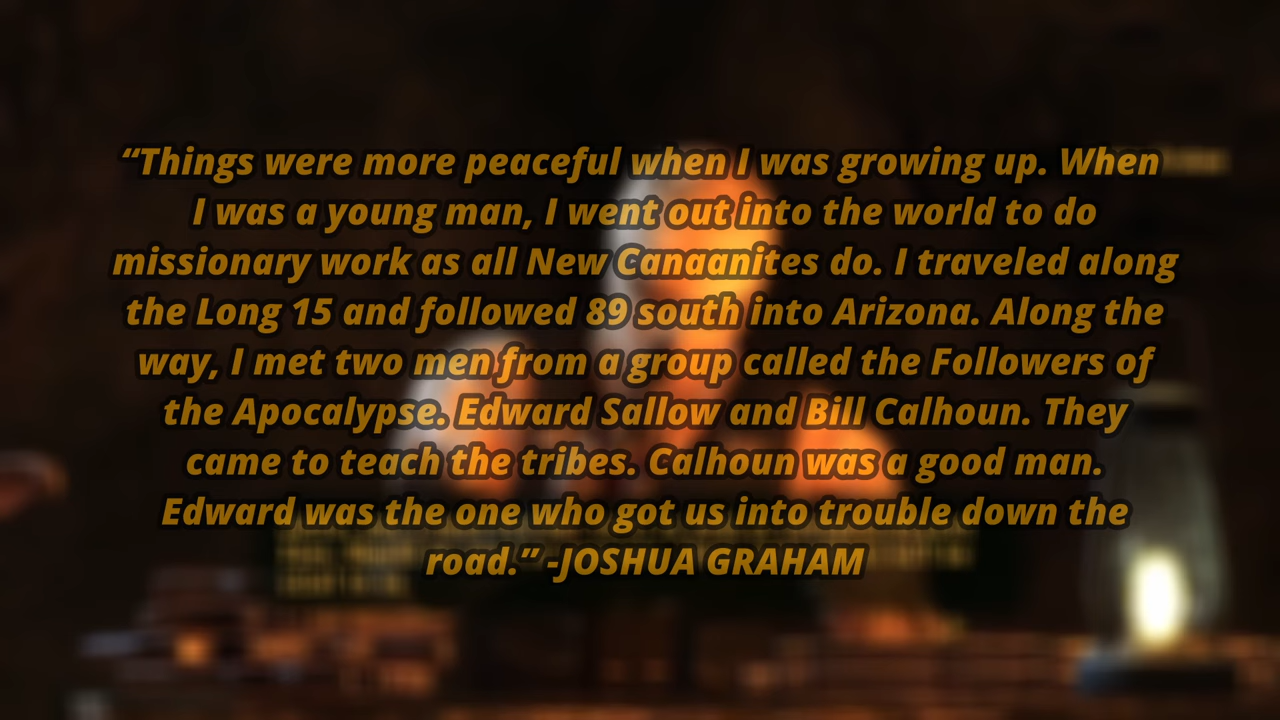 “Things were more peaceful when I was growing up. When
I was a young man, I went out into the world to do
missionary work as all New Canaanites do. I traveled along
the Long 15 and followed 89 south into Arizona. Along the
way, I met two men from a group called the Followers of
the Apocalypse. Edward Sallow and Bill Calhoun. They
came to teach the tribes. Calhoun was a good man.
Edward was the one who got us into trouble down the
road.” -JOSHUA GRAHAM